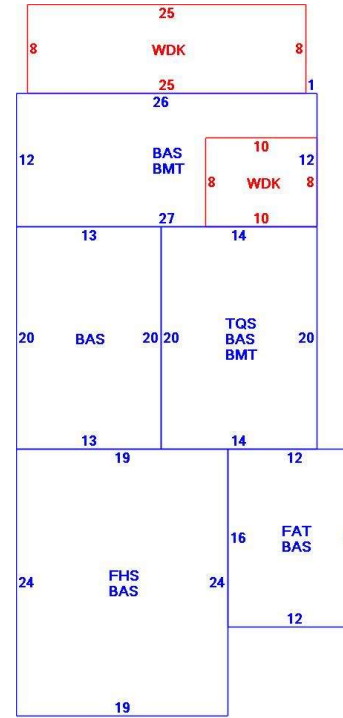 25
8 WDK 8
25 1
26
12 BAS 12
BMT
10
8 WDK 8
10
27
13 14
20 BAS 20 20 TQS 20
BAS
BMT
13 14
19 12
16 FAT
BAS
24 FHS 24
BAS
12
19